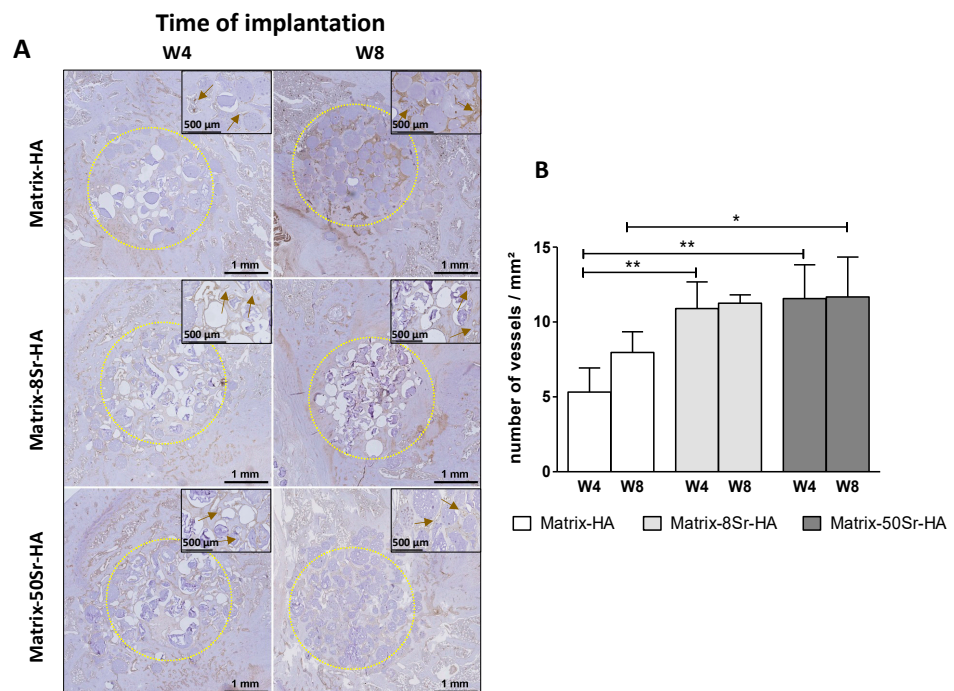 Time of implantation
A
W4
W8
Matrix-HA
500 µm
500 µm
1 mm
1 mm
Matrix-8Sr-HA
500 µm
500 µm
1 mm
1 mm
Matrix-50Sr-HA
500 µm
500 µm
1 mm
1 mm
B
*
**
**
number of vessels / mm²
15
10
5
0
W4 W8 W4 W8 W4 W8
Matrix-HA Matrix-8Sr-HA Matrix-50Sr-HA